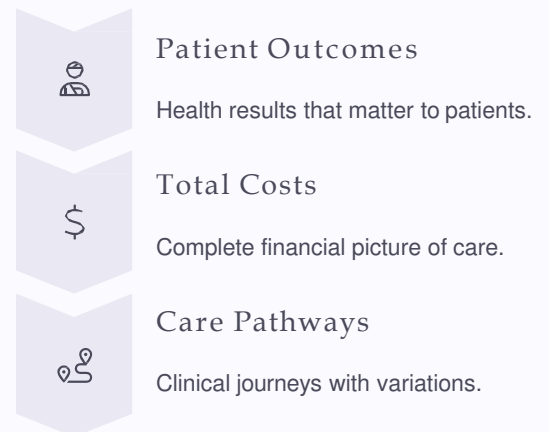 Patient Outcomes
Health results that matter to patients.
$
Total Costs
Complete financial picture of care.
Care Pathways
Clinical journeys with variations.